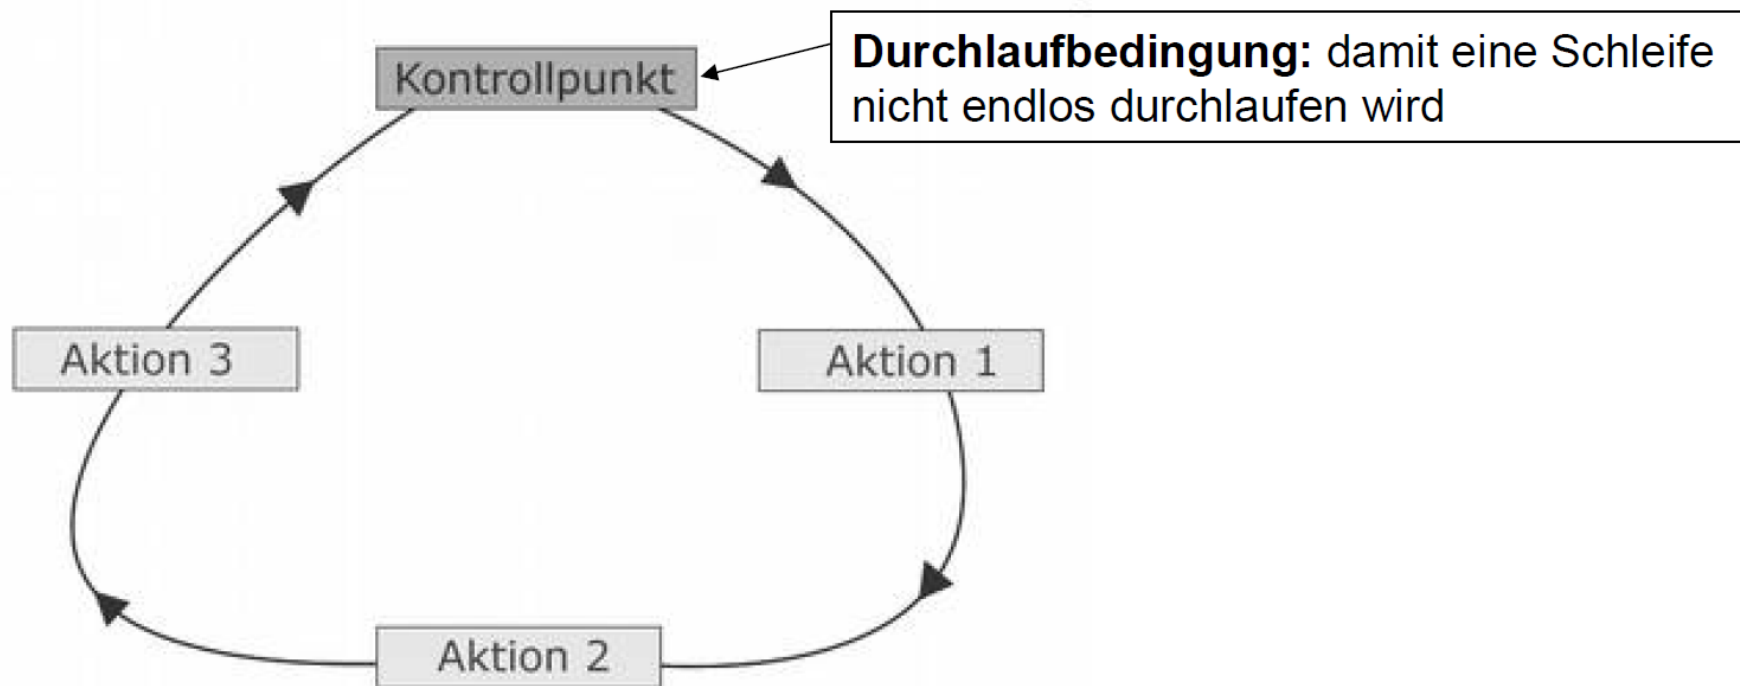 Kontrollpunkt
Durchlaufbedingung: damit eine Schleife
nicht endlos durchlaufen wird
Aktion 3
Aktion 1
Aktion 2